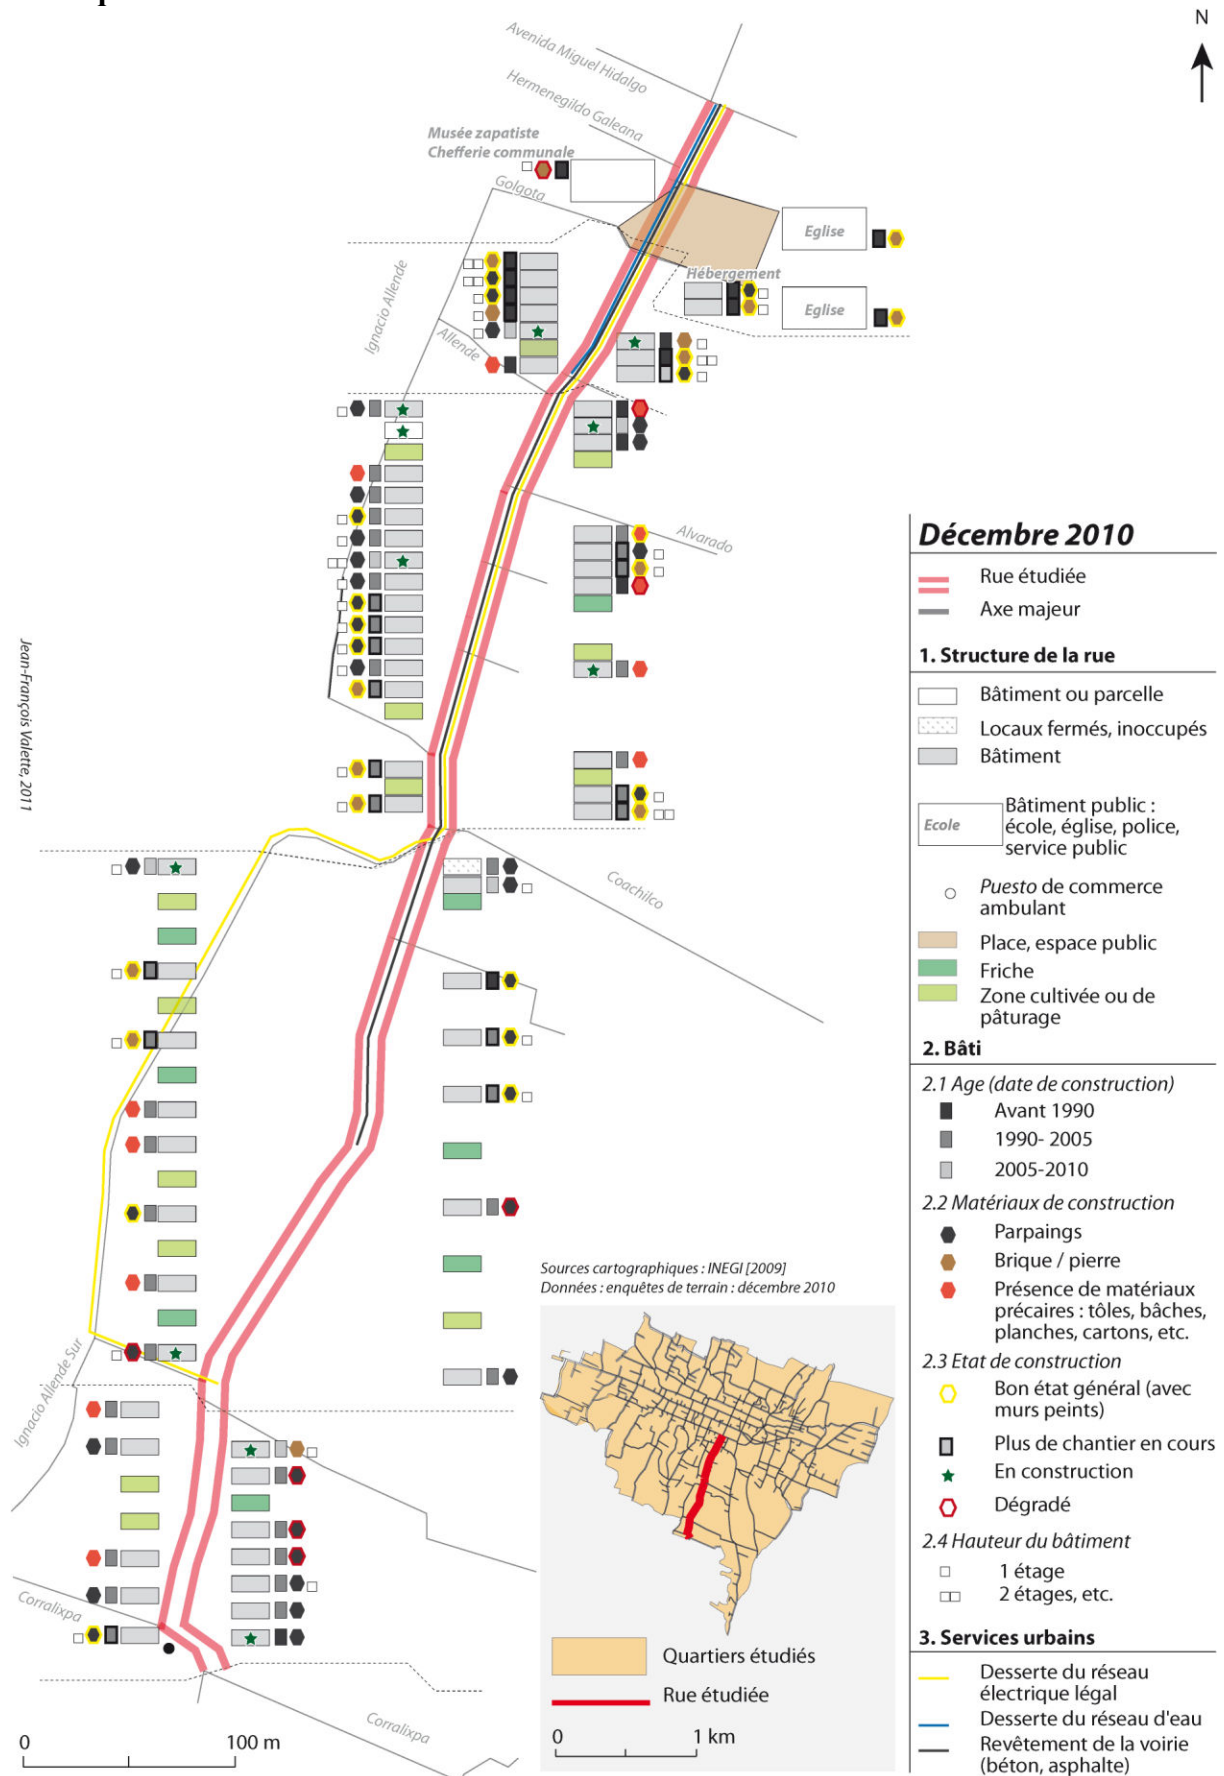 N
Avenida Miguel Hidalgo
Hermenegildo Galeana
Musée zapatiste
Chefferie communale
Golgota
Eglise
Hébergement
Eglise
Ignacio Allende
Allende
Alvarado
Jean-François Valette, 2011
Coachilco
Ignacio Allende Sur
Corralixpa
Corralixpa
0 100 m
Sources cartographiques : INEGI [2009]
Données : enquêtes de terrain : décembre 2010
Quartiers étudiés
Rue étudiée
0 1 km
Décembre 2010
Rue étudiée
Axe majeur
1. Structure de la rue
Bâtiment ou parcelle
Locaux fermés, inoccupés
Bâtiment
Ecole
Bâtiment public :
école, église, police,
service public
Puesto de commerce
ambulant
Place, espace public
Friche
Zone cultivée ou de
pâturage
2. Bâti
2.1 Age (date de construction)
Avant 1990
1990- 2005
2005-2010
2.2 Matériaux de construction
Parpaings
Brique / pierre
Présence de matériaux
précaires : tôles, bâches,
planches, cartons, etc.
2.3 Etat de construction
Bon état général (avec
murs peints)
Plus de chantier en cours
En construction
Dégradé
2.4 Hauteur du bâtiment
1 étage
2 étages, etc.
3. Services urbains
Desserte du réseau
électrique légal
Desserte du réseau d'eau
Revêtement de la voirie
(béton, asphalte)